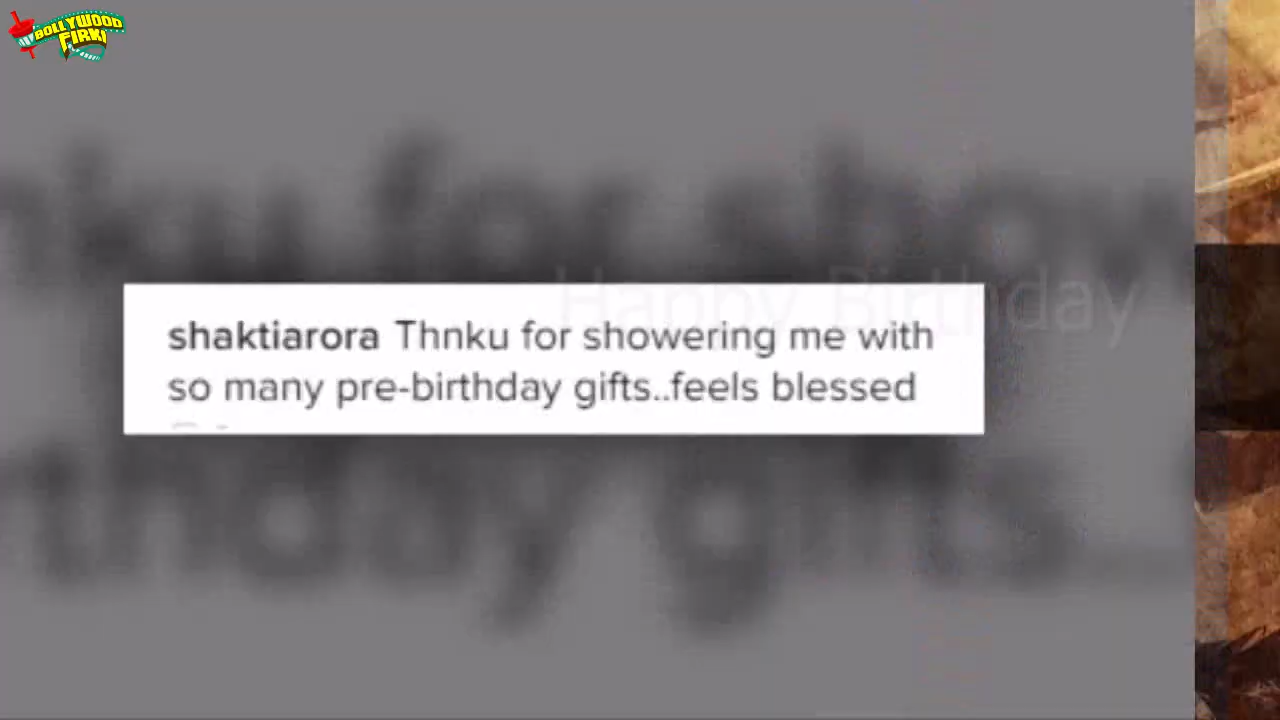 BOLLYWOOD
FIRKI
Happy Birthday
shaktiarora Thnku for showering me with
so many pre-birthday gifts..feels blessed